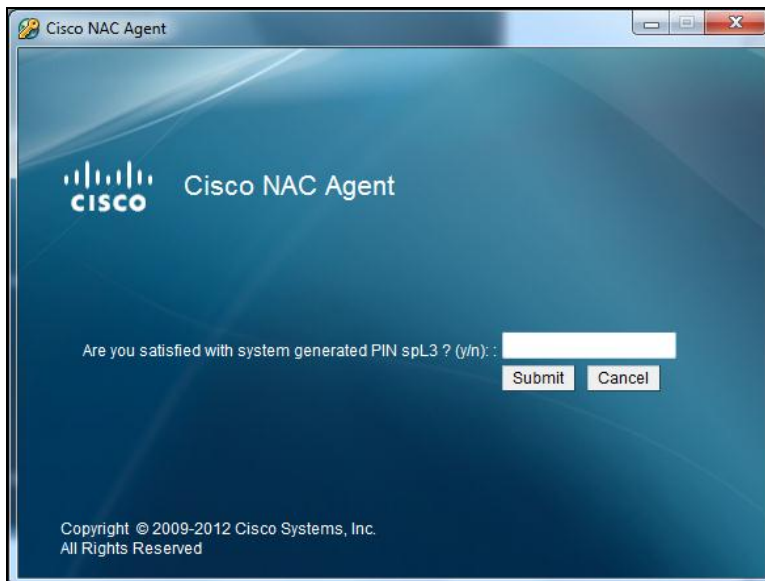 Cisco NAC Agent
CISCO
Cisco NAC Agent
Are you satisfied with system generated PIN spL3 ? (y/n): :
Submit Cancel
Copyright © 2009-2012 Cisco Systems, Inc.
All Rights Reserved